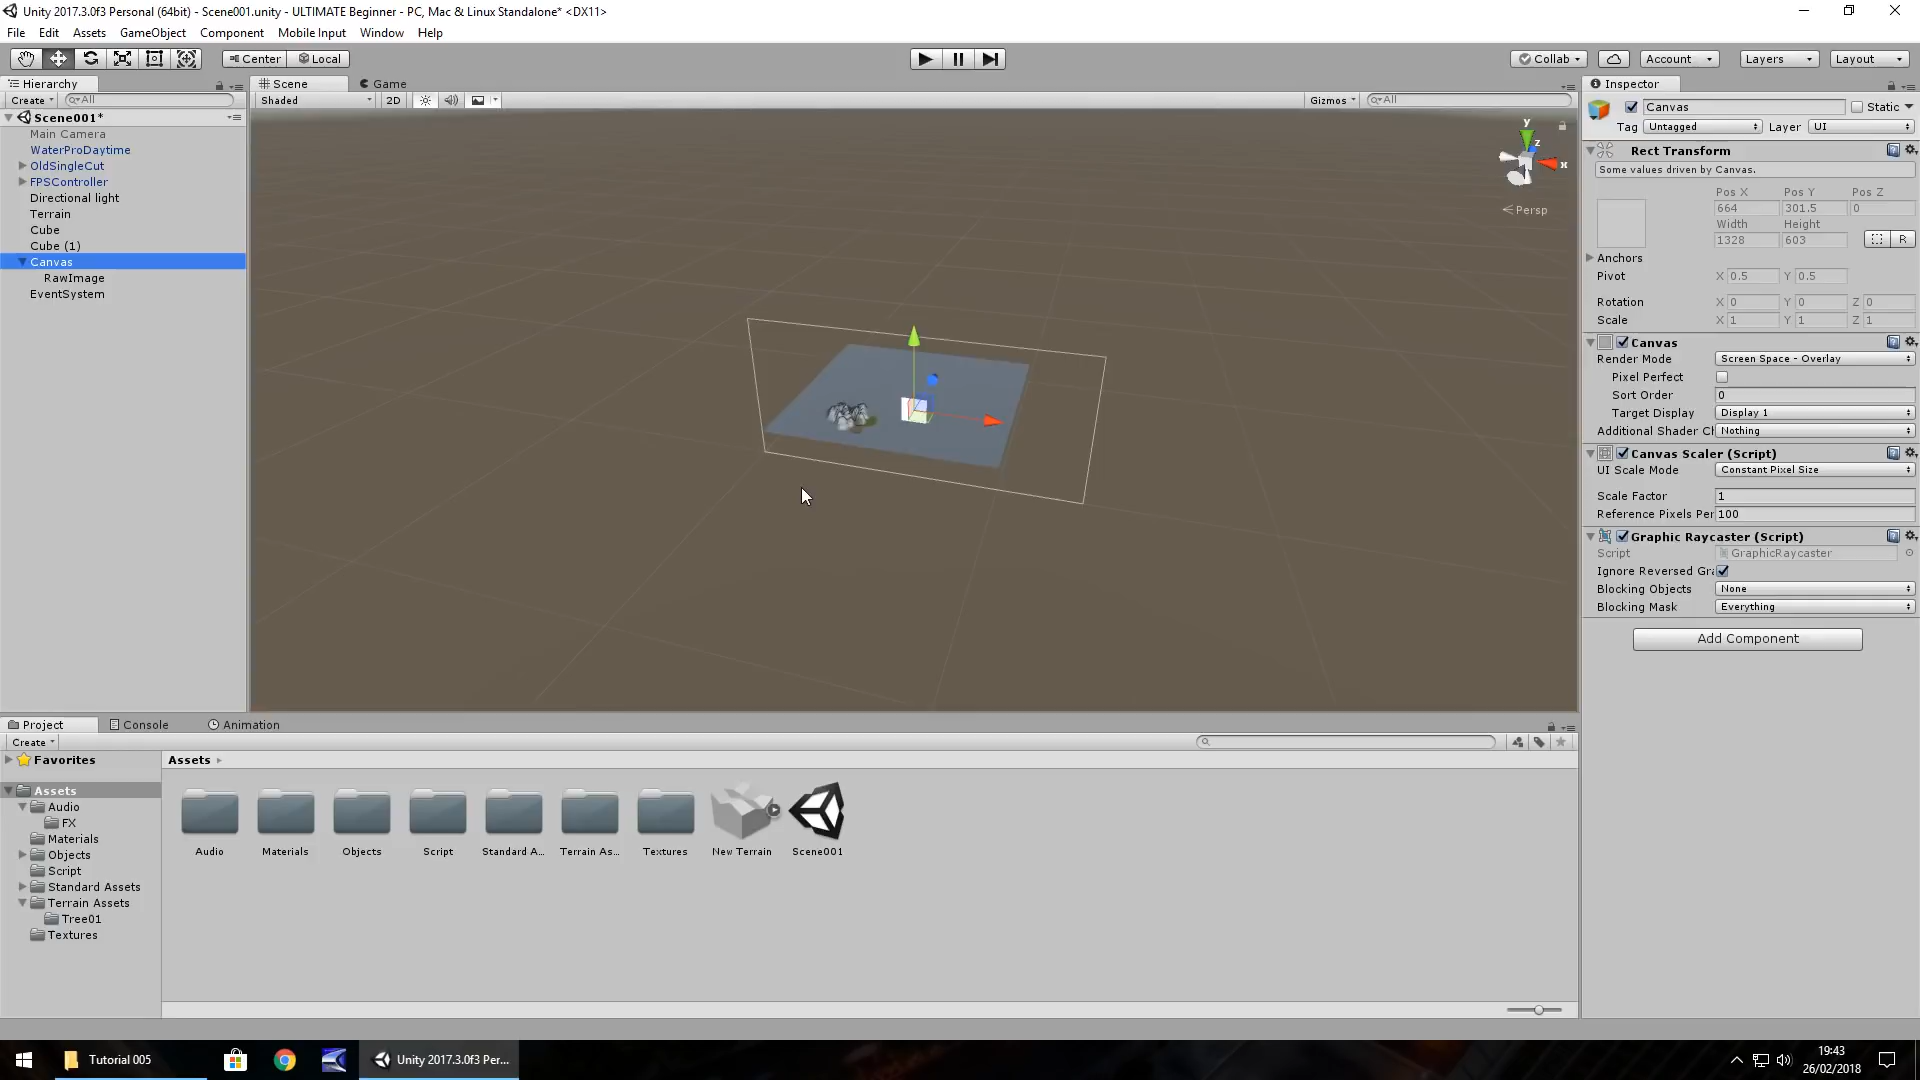 Unity 2017.3.0f3 Personal (64bit) - Scene001.unity - ULTIMATE Beginner - PC, Mac & Linux Standalone* <DX11>
File Edit Assets GameObject Component Mobile Input Window Help
Center Local Collab Account Layers Layout
Hierarchy Scene Game Inspector
Create All Shaded 2D Gizmos All
Scene001*
Main Camera
WaterProDaytime
OldSingleCut
FPSController
Directional light
Terrain
Cube
Cube (1)
Canvas
RawImage
EventSystem
y
z
x
Persp
Canvas Static
Tag Untagged Layer UI
Rect Transform
Some values driven by Canvas.
Pos X Pos Y Pos Z
664 301.5 0
Width Height
1328 603 R
Anchors
Pivot X 0.5 Y 0.5
Rotation X 0 Y 0 Z 0
Scale X 1 Y 1 Z 1
Canvas
Render Mode Screen Space - Overlay
Pixel Perfect
Sort Order 0
Target Display Display 1
Additional Shader Ch Nothing
Canvas Scaler (Script)
UI Scale Mode Constant Pixel Size
Scale Factor 1
Reference Pixels Per 100
Graphic Raycaster (Script)
Script GraphicRaycaster
Ignore Reversed Gra
Blocking Objects None
Blocking Mask Everything
Add Component
Project Console Animation
Create
Favorites
Assets
Audio
FX
Materials
Objects
Script
Standard Assets
Terrain Assets
Tree01
Textures
Assets
Audio Materials Objects Script Standard A... Terrain As... Textures New Terrain Scene001
Tutorial 005 Unity 2017.3.0f3 Per...
19:43
26/02/2018